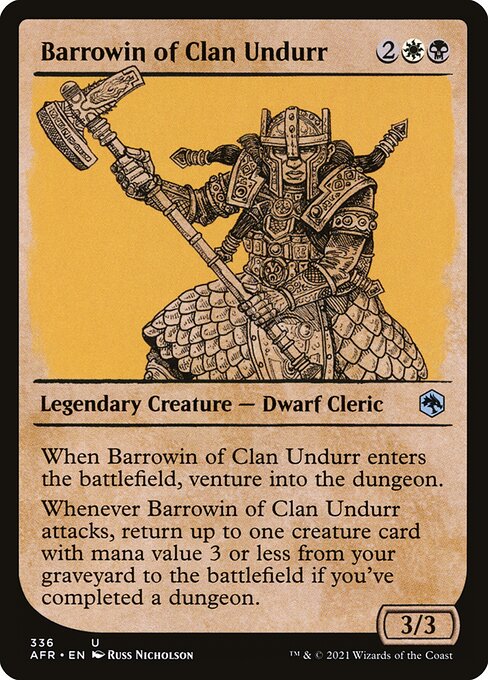 Barrowin of Clan Undurr 2
Legendary Creature — Dwarf Cleric
When Barrowin of Clan Undurr enters
the battlefield, venture into the dungeon.
Whenever Barrowin of Clan Undurr
attacks, return up to one creature card
with mana value 3 or less from your
graveyard to the battlefield if you've
completed a dungeon.
3/3
336 U
AFR • EN Russ Nicholson
™ & © 2021 Wizards of the Coast